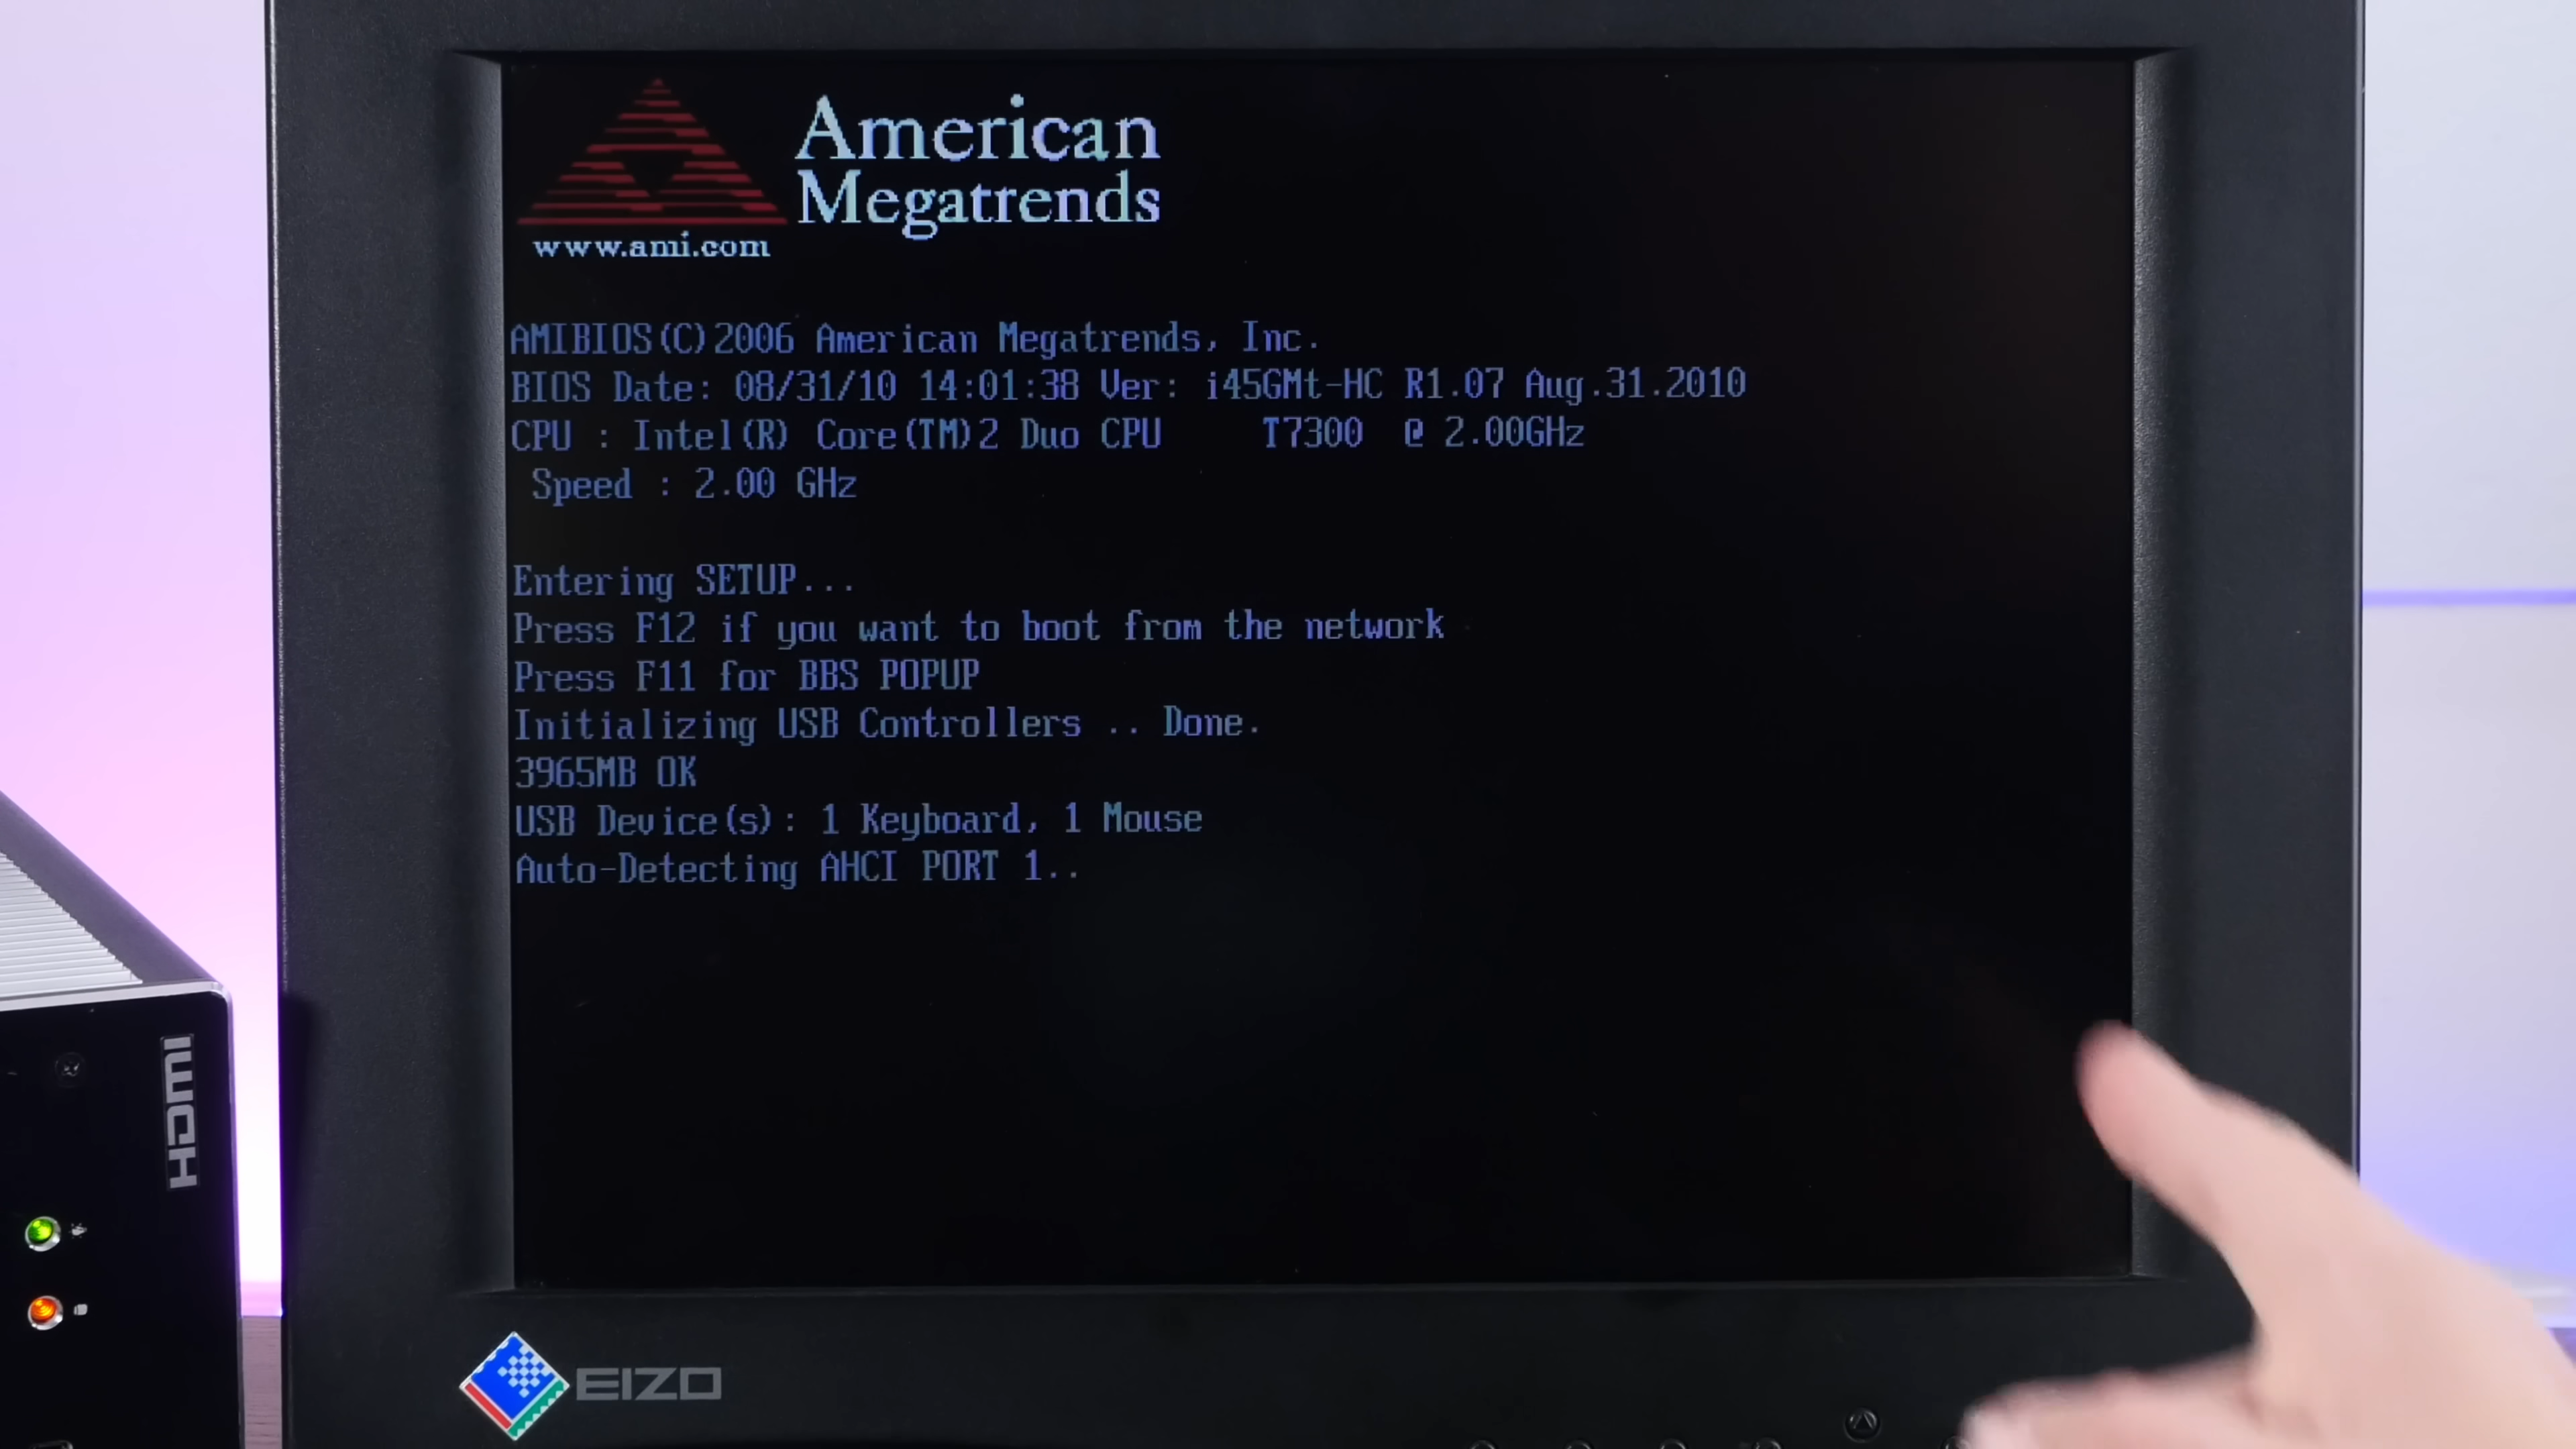 American
Megatrends
www.ami.com
AMIBIOS(C)2006 American Megatrends, Inc.
BIOS Date: 08/31/10 14:01:38 Ver: i45GMt-HC R1.07 Aug.31.2010
CPU : Intel(R) Core(TM)2 Duo CPU T7300 @ 2.00GHz
Speed : 2.00 GHz
Entering SETUP...
Press F12 if you want to boot from the network
Press F11 for BBS POPUP
Initializing USB Controllers .. Done.
3965MB OK
USB Device(s): 1 Keyboard, 1 Mouse
Auto-Detecting AHCI PORT 1..
HDMI
EIZO